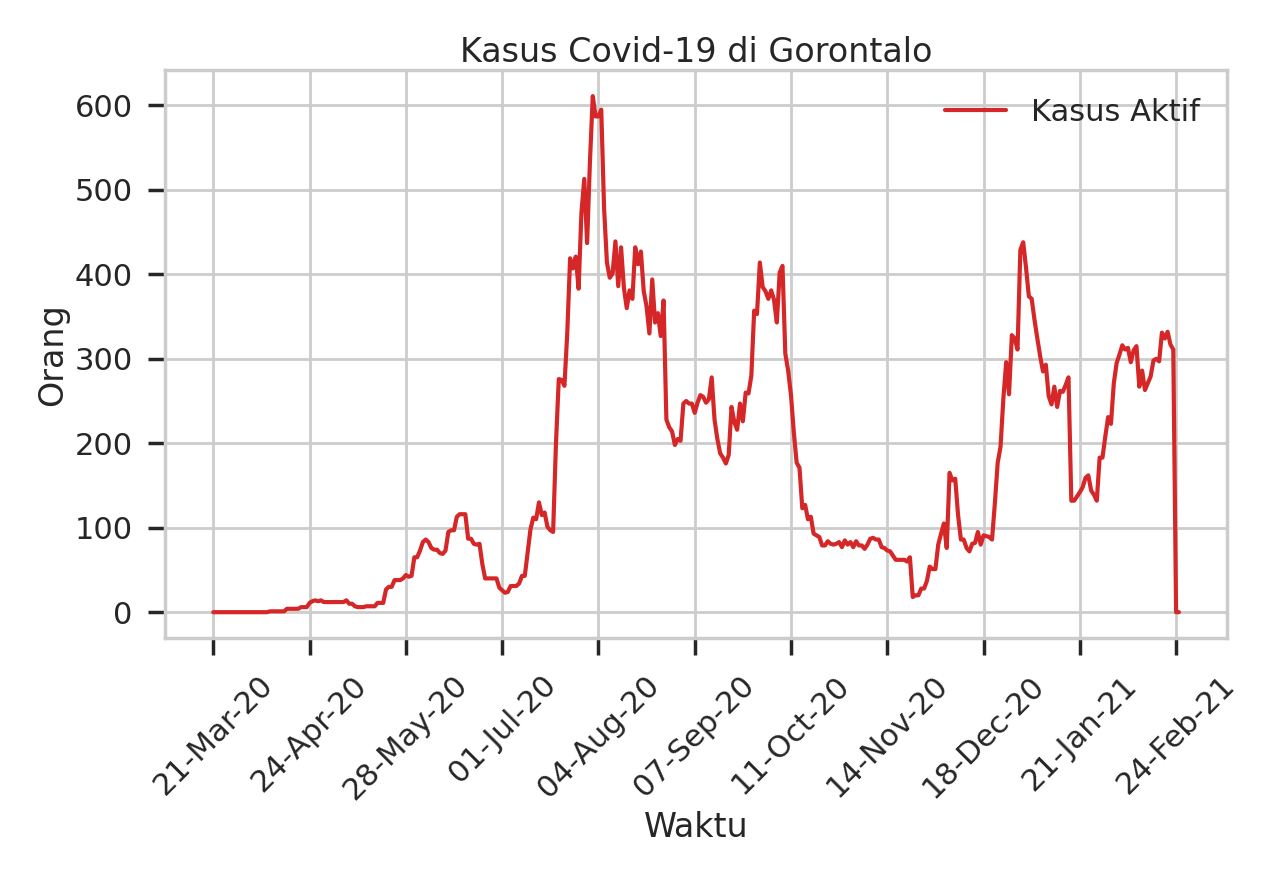 Kasus Covid-19 di Gorontalo
Kasus Aktif
Orang
600
500
400
300
200
100
0
21-Mar-20
24-Apr-20
28-May-20
01-Jul-20
04-Aug-20
07-Sep-20
11-Oct-20
14-Nov-20
18-Dec-20
21-Jan-21
24-Feb-21
Waktu